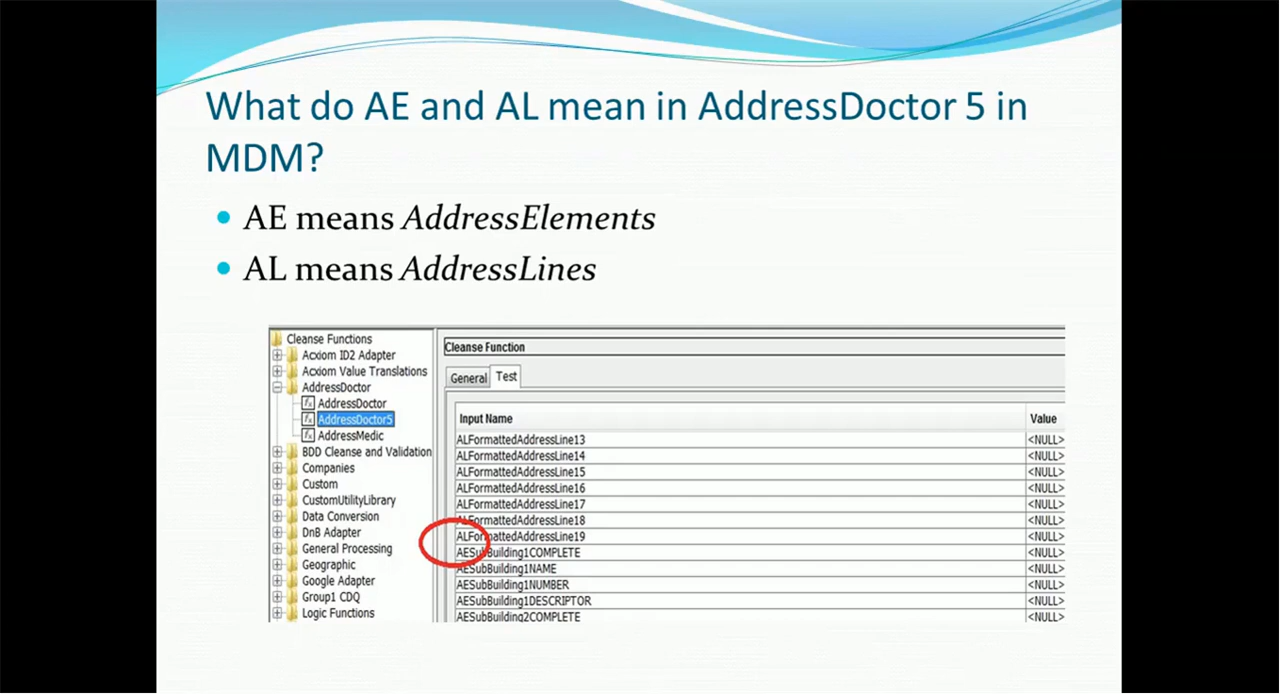 What do AE and AL mean in AddressDoctor 5 in
MDM?
AE means AddressElements
AL means AddressLines
Cleanse Functions
Acxiom ID2 Adapter
Acxiom Value Translations
AddressDoctor
AddressDoctor
AddressDoctor5
AddressMedic
BDD Cleanse and Validation
Companies
Custom
CustomUtilityLibrary
Data Conversion
DnB Adapter
General Processing
Geographic
Google Adapter
Group1 CDQ
Logic Functions
Cleanse Function
General Test
Input Name Value
ALFormattedAddressLine13 <NULL>
ALFormattedAddressLine14 <NULL>
ALFormattedAddressLine15 <NULL>
ALFormattedAddressLine16 <NULL>
ALFormattedAddressLine17 <NULL>
ALFormattedAddressLine18 <NULL>
ALFormattedAddressLine19 <NULL>
AESubBuilding1COMPLETE <NULL>
AESubBuilding1NAME <NULL>
AESubBuilding1NUMBER <NULL>
AESubBuilding1DESCRIPTOR <NULL>
AESubBuilding2COMPLETE <NULL>